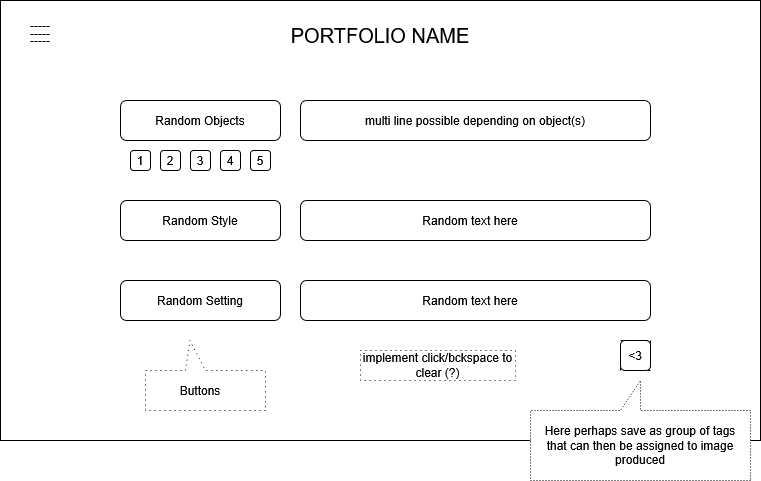 PORTFOLIO NAME
Random Objects
multi line possible depending on object(s)
1 2 3 4 5
Random Style
Random text here
Random Setting
Random text here
implement click/bckspace to
clear (?)
<3
Buttons
Here perhaps save as group of tags
that can then be assigned to image
produced